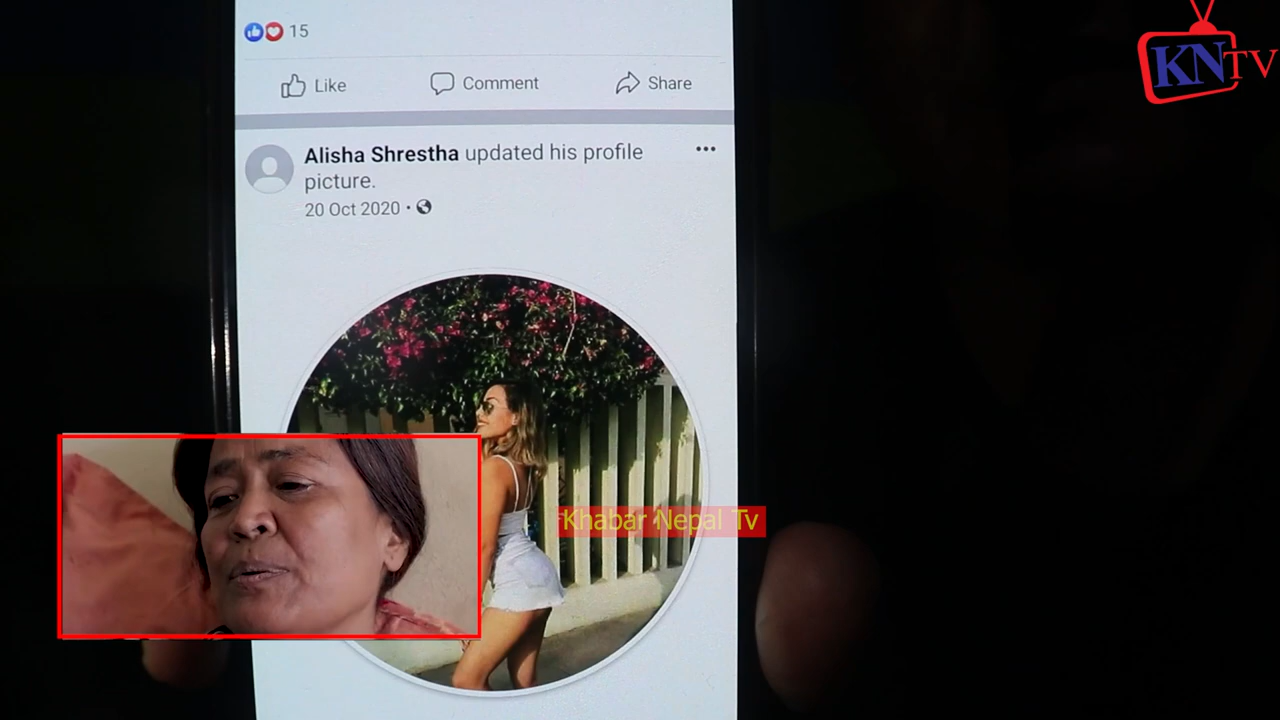 15
Like Comment Share
Alisha Shrestha updated his profile
picture.
20 Oct 2020 •
KNTV
Khabar Nepal Tv